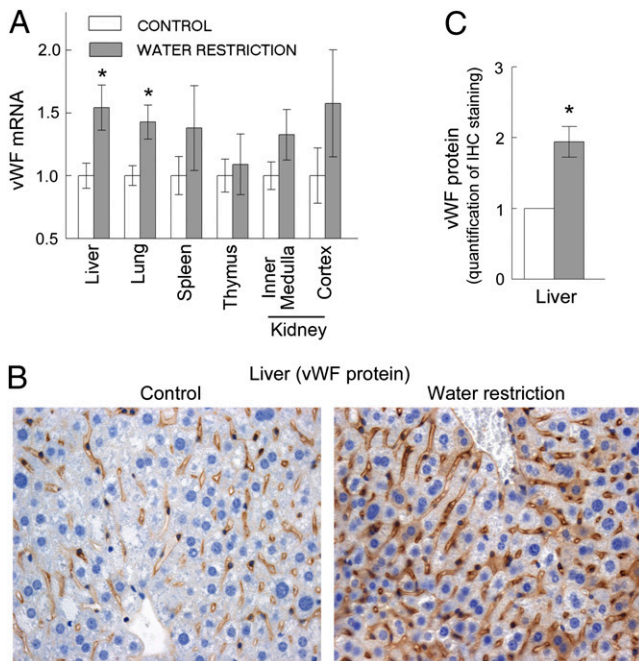 A
CONTROL
WATER RESTRICTION
vWF mRNA
2.0
1.5
1.0
0.5
*
*
Liver
Lung
Spleen
Thymus
Inner
Medulla
Cortex
Kidney
C
vWF protein
(quantification of IHC staining)
3
2
1
0
*
Liver
B
Liver (vWF protein)
Control
Water restriction